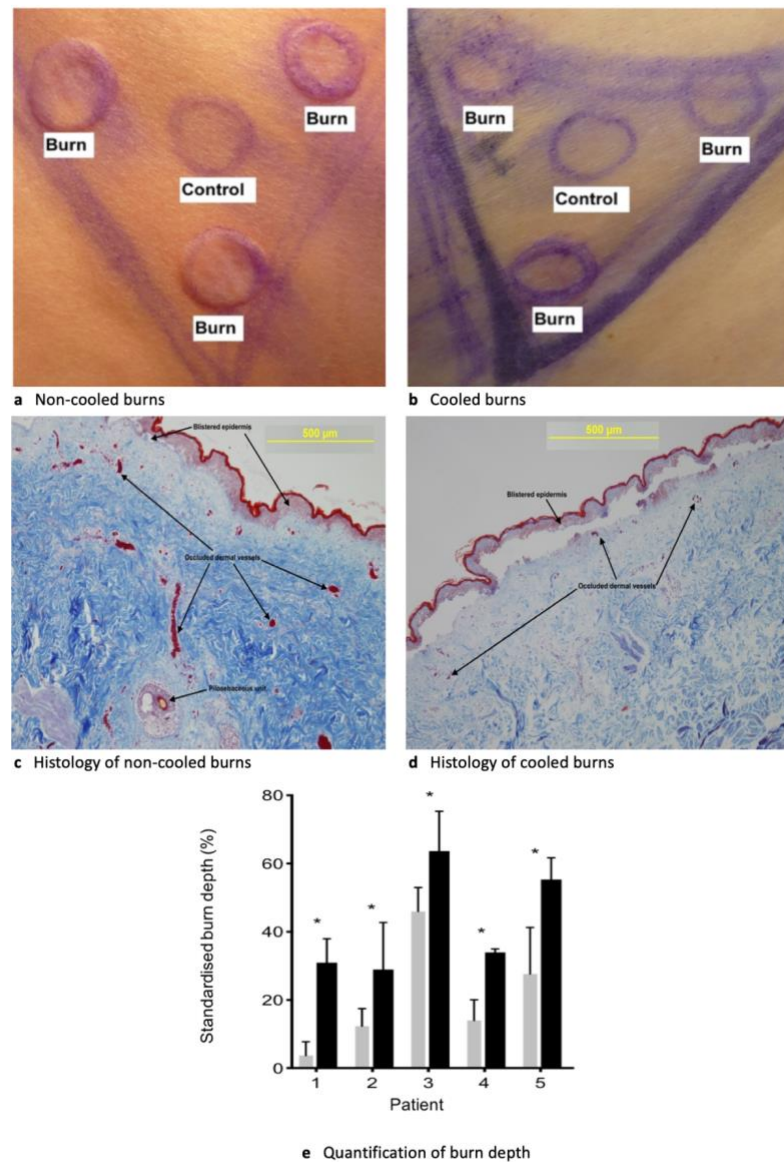 Burn
Burn
Control
Burn
Burn
Burn
Control
Burn
a Non-cooled burns
b Cooled burns
Blistered epidermis
500 µm
Occluded dermal vessels
Pilosebaceous unit
500 µm
Blistered epidermis
Occluded dermal vessels
c Histology of non-cooled burns
d Histology of cooled burns
Standardised burn depth (%)
80
60
40
20
0
* * * * *
1 2 3 4 5
Patient
e Quantification of burn depth